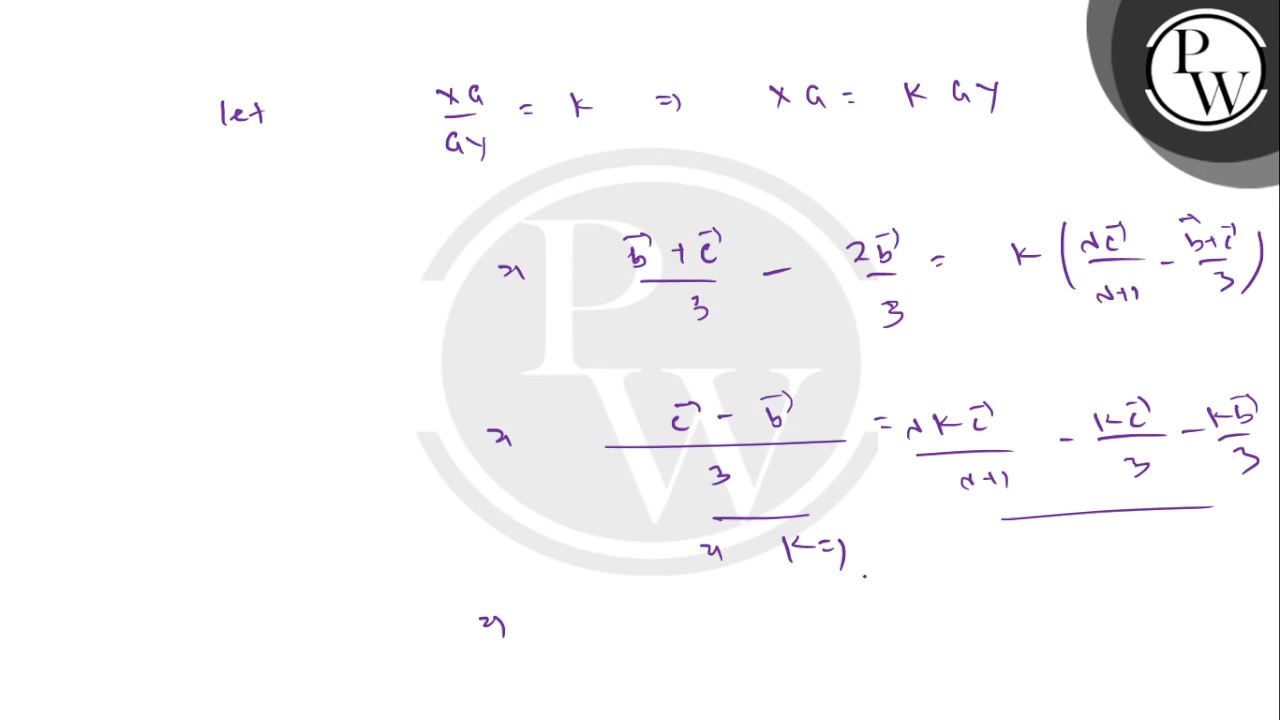 PW
let XG/GY = K => XG = K GY
=> (b⃗ + c⃗)/3 - 2b⃗/3 = K (λc⃗/(λ+1) - (b⃗+c⃗)/3)
=> (c⃗ - b⃗)/3 = λKc⃗/(λ+1) - Kc⃗/3 - Kb⃗/3
=> K=1.
=>
PW